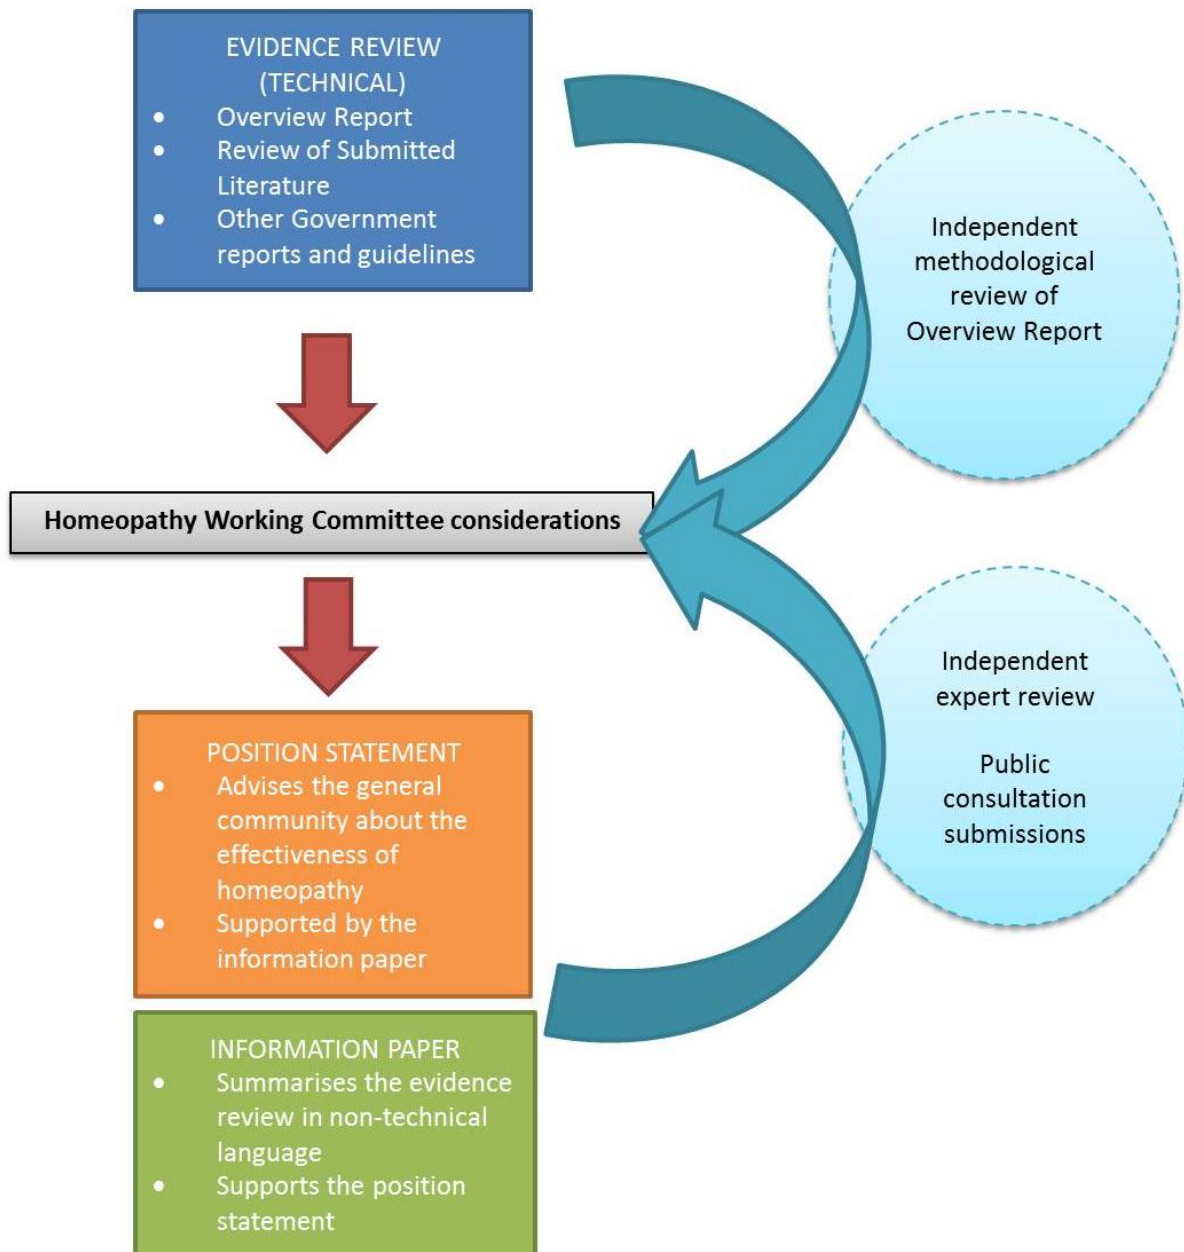 EVIDENCE REVIEW
(TECHNICAL)
• Overview Report
• Review of Submitted
Literature
• Other Government
reports and guidelines
Independent
methodological
review of
Overview Report
Homeopathy Working Committee considerations
Independent
expert review
Public
consultation
submissions
POSITION STATEMENT
• Advises the general
community about the
effectiveness of
homeopathy
• Supported by the
information paper
INFORMATION PAPER
• Summarises the evidence
review in non-technical
language
• Supports the position
statement